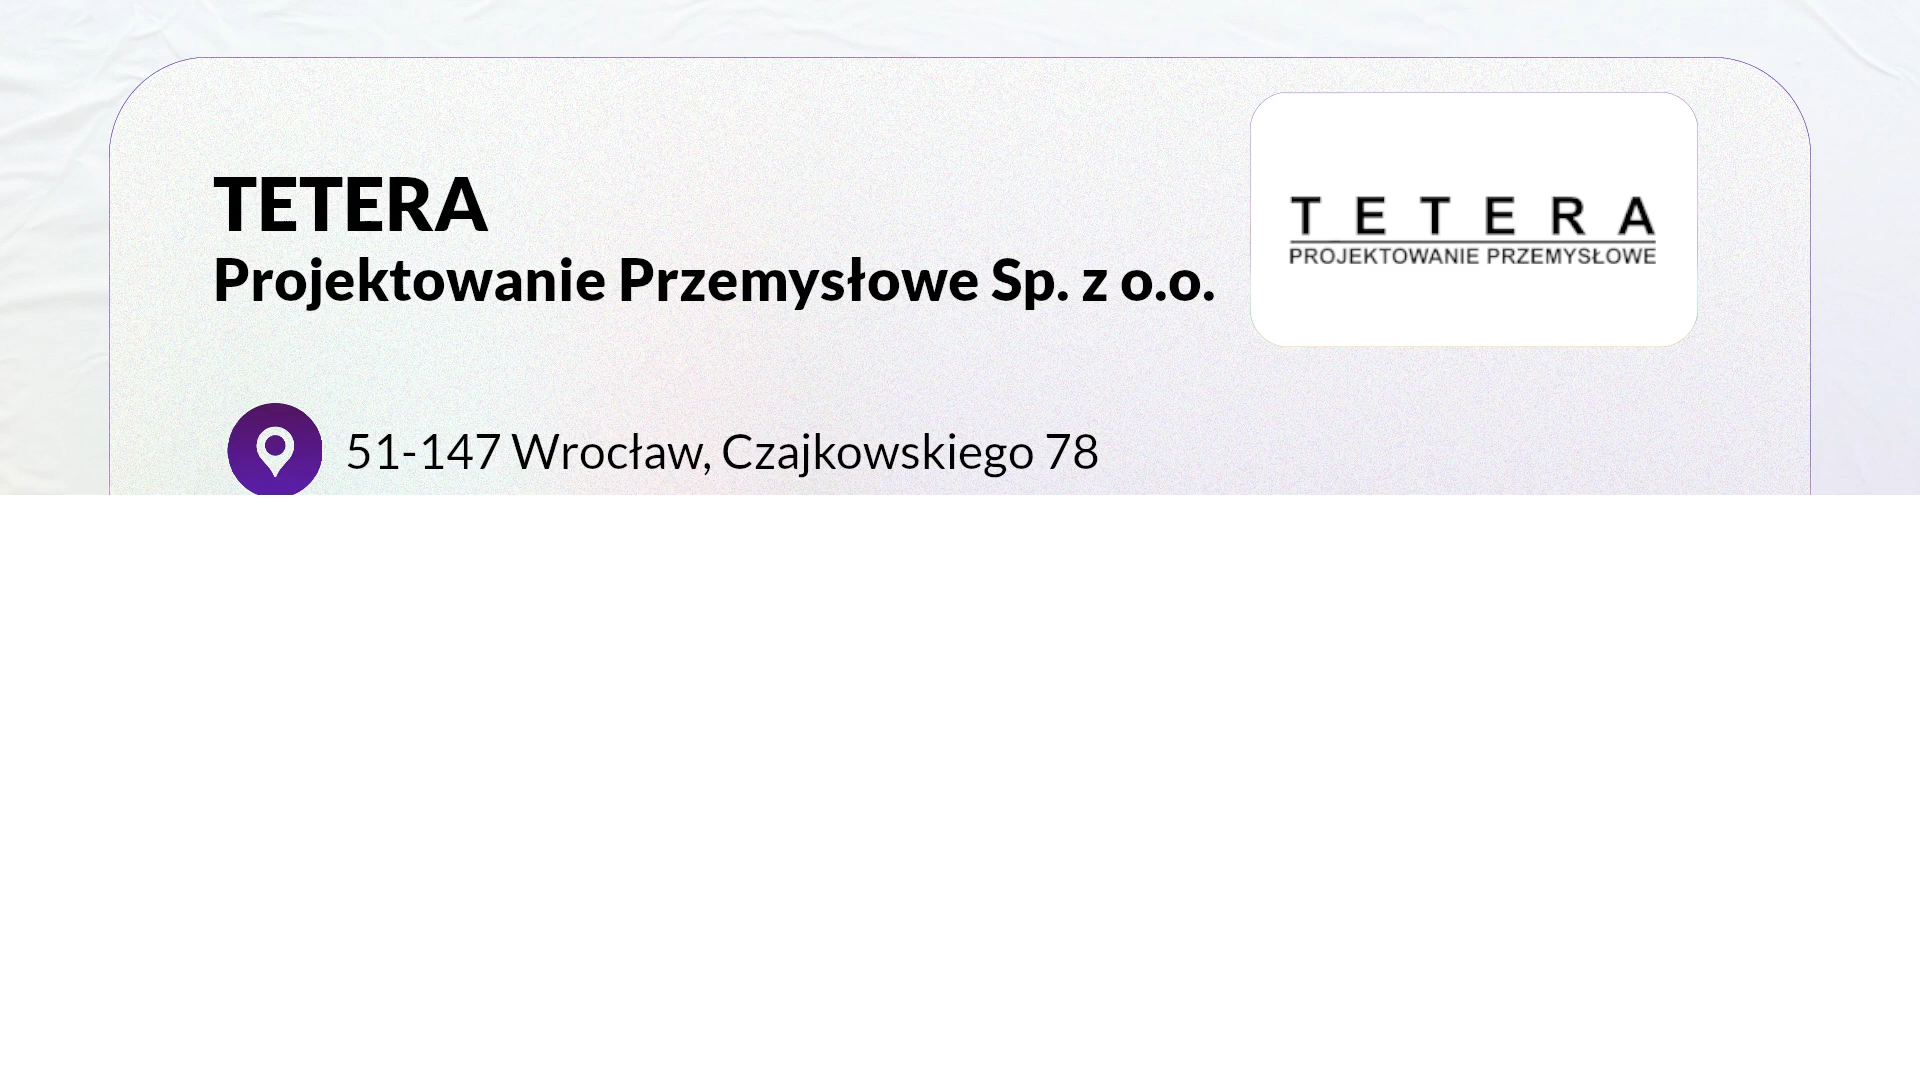 TETERA
Projektowanie Przemysłowe Sp. z o.o.
T E T E R A
PROJEKTOWANIE PRZEMYSŁOWE
51-147 Wrocław, Czajkowskiego 78